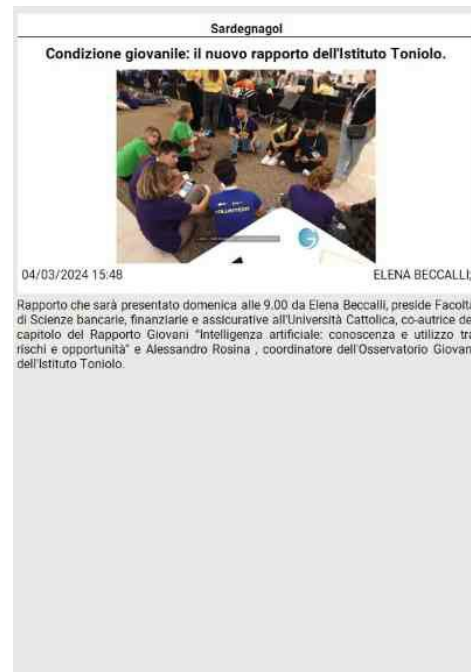 Sardegnagol
Condizione giovanile: il nuovo rapporto dell'Istituto Toniolo.
VOLUNTEERS
04/03/2024 15:48
ELENA BECCALLI;
Rapporto che sarà presentato domenica alle 9.00 da Elena Beccalli, preside Facoltà
di Scienze bancarie, finanziarie e assicurative all'Università Cattolica, co-autrice de
capitolo del Rapporto Giovani "Intelligenza artificiale: conoscenza e utilizzo tra
rischi e opportunità" e Alessandro Rosina , coordinatore dell'Osservatorio Giovan
dell'Istituto Toniolo.